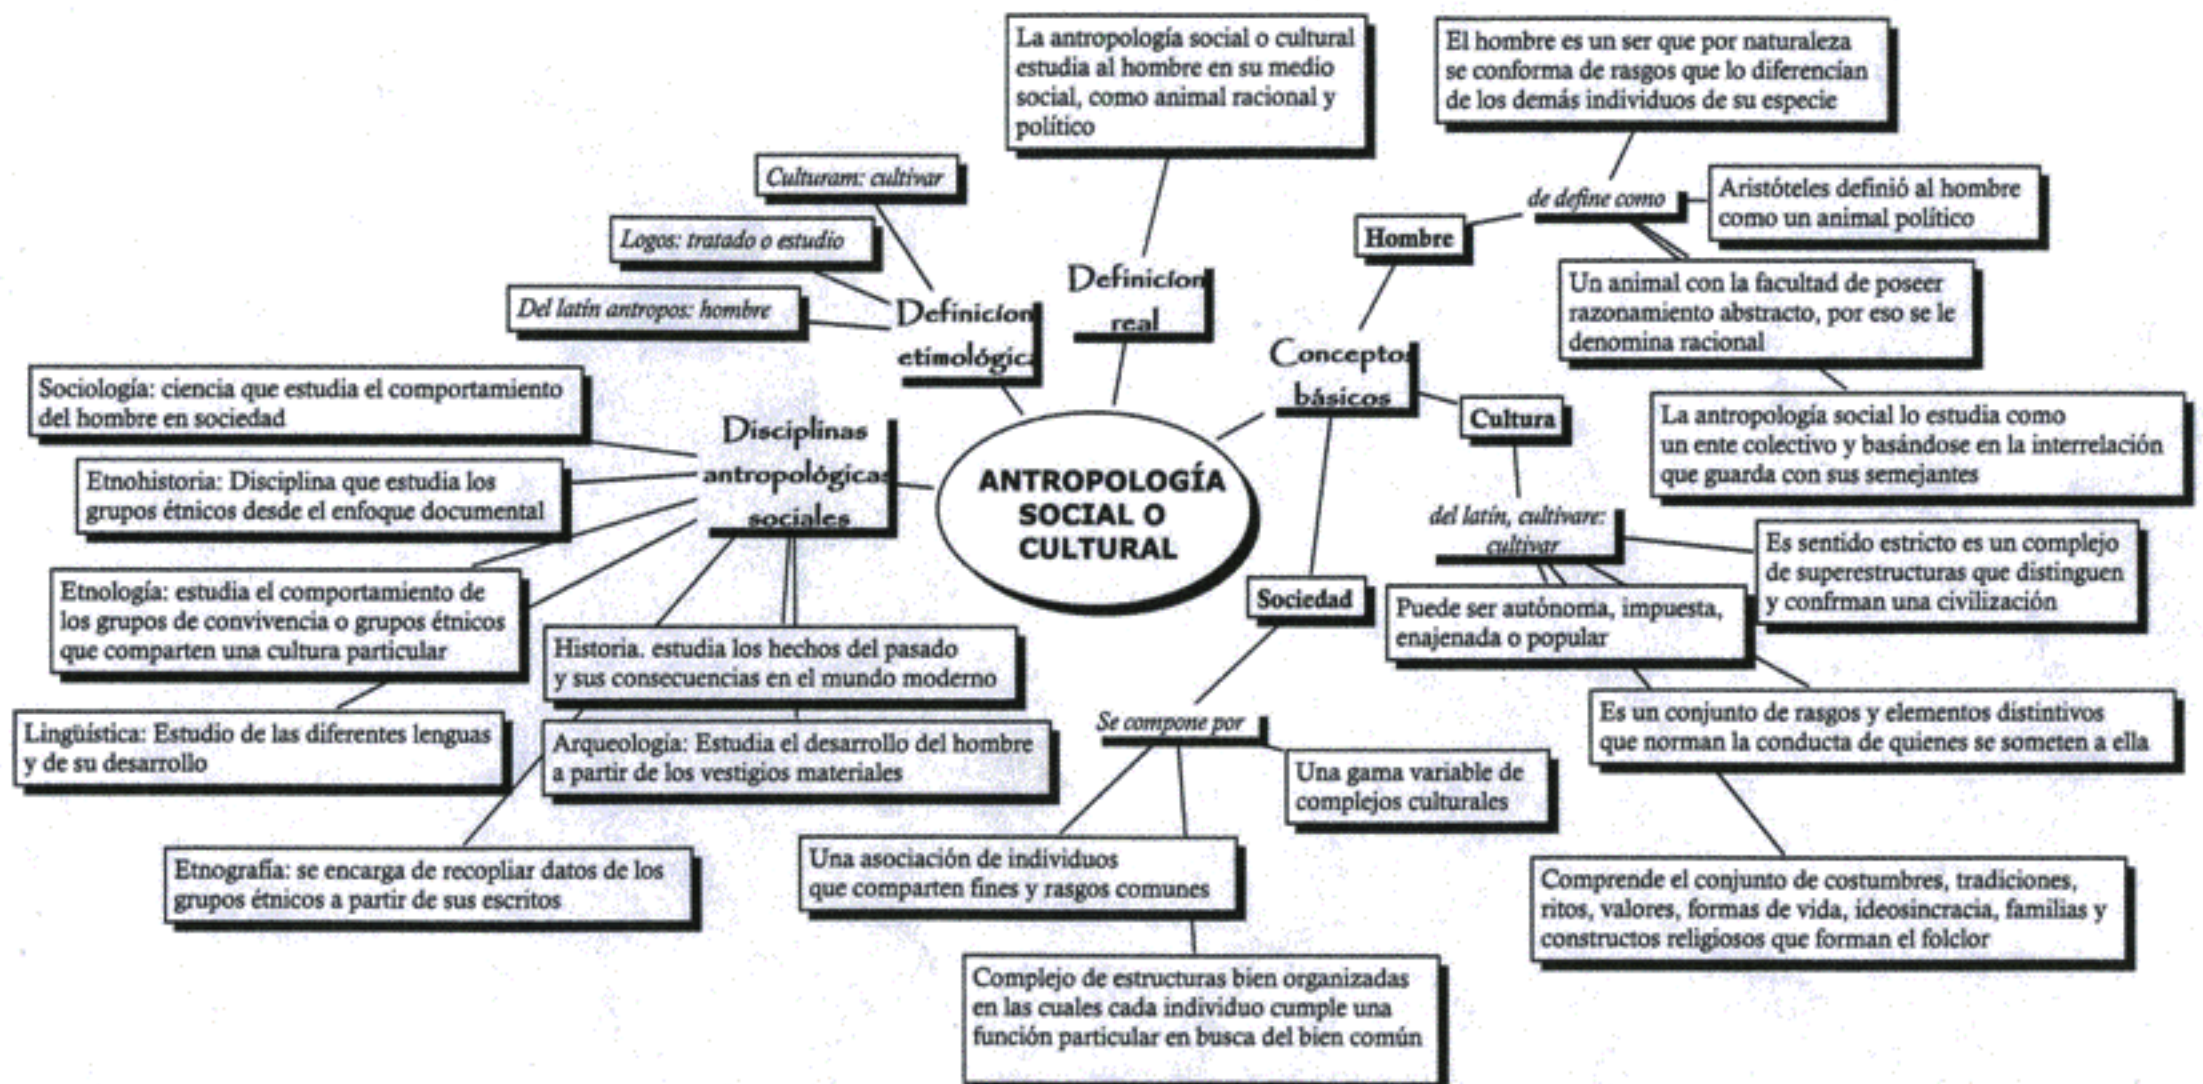 La antropología social o cultural
estudia al hombre en su medio
social, como animal racional y
político
El hombre es un ser que por naturaleza
se conforma de rasgos que lo diferencían
de los demás individuos de su especie
Culturam: cultivar
de define como
Aristóteles definió al hombre
como un animal político
Logos: tratado o estudio
Hombre
Del latín antropos: hombre
Definicíon
etimológica
Definicíon
real
Un animal con la facultad de poseer
razonamiento abstracto, por eso se le
denomina racional
Conceptos
básicos
Sociología: ciencia que estudia el comportamiento
del hombre en sociedad
Disciplinas
antropológicas
sociales
Cultura
La antropología social lo estudia como
un ente colectivo y basándose en la interrelación
que guarda con sus semejantes
Etnohistoria: Disciplina que estudia los
grupos étnicos desde el enfoque documental
ANTROPOLOGÍA
SOCIAL O
CULTURAL
del latín, cultivare:
cultivar
Es sentido estricto es un complejo
de superestructuras que distinguen
y confrman una civilización
Etnología: estudia el comportamiento de
los grupos de convivencia o grupos étnicos
que comparten una cultura particular
Sociedad
Puede ser autónoma, impuesta,
enajenada o popular
Historia. estudia los hechos del pasado
y sus consecuencias en el mundo moderno
Lingüística: Estudio de las diferentes lenguas
y de su desarrollo
Arqueología: Estudia el desarrollo del hombre
a partir de los vestigios materiales
Se compone por
Es un conjunto de rasgos y elementos distintivos
que norman la conducta de quienes se someten a ella
Una gama variable de
complejos culturales
Etnografía: se encarga de recopliar datos de los
grupos étnicos a partir de sus escritos
Una asociación de individuos
que comparten fines y rasgos comunes
Comprende el conjunto de costumbres, tradiciones,
ritos, valores, formas de vida, ideosincracia, familias y
constructos religiosos que forman el folclor
Complejo de estructuras bien organizadas
en las cuales cada individuo cumple una
función particular en busca del bien común